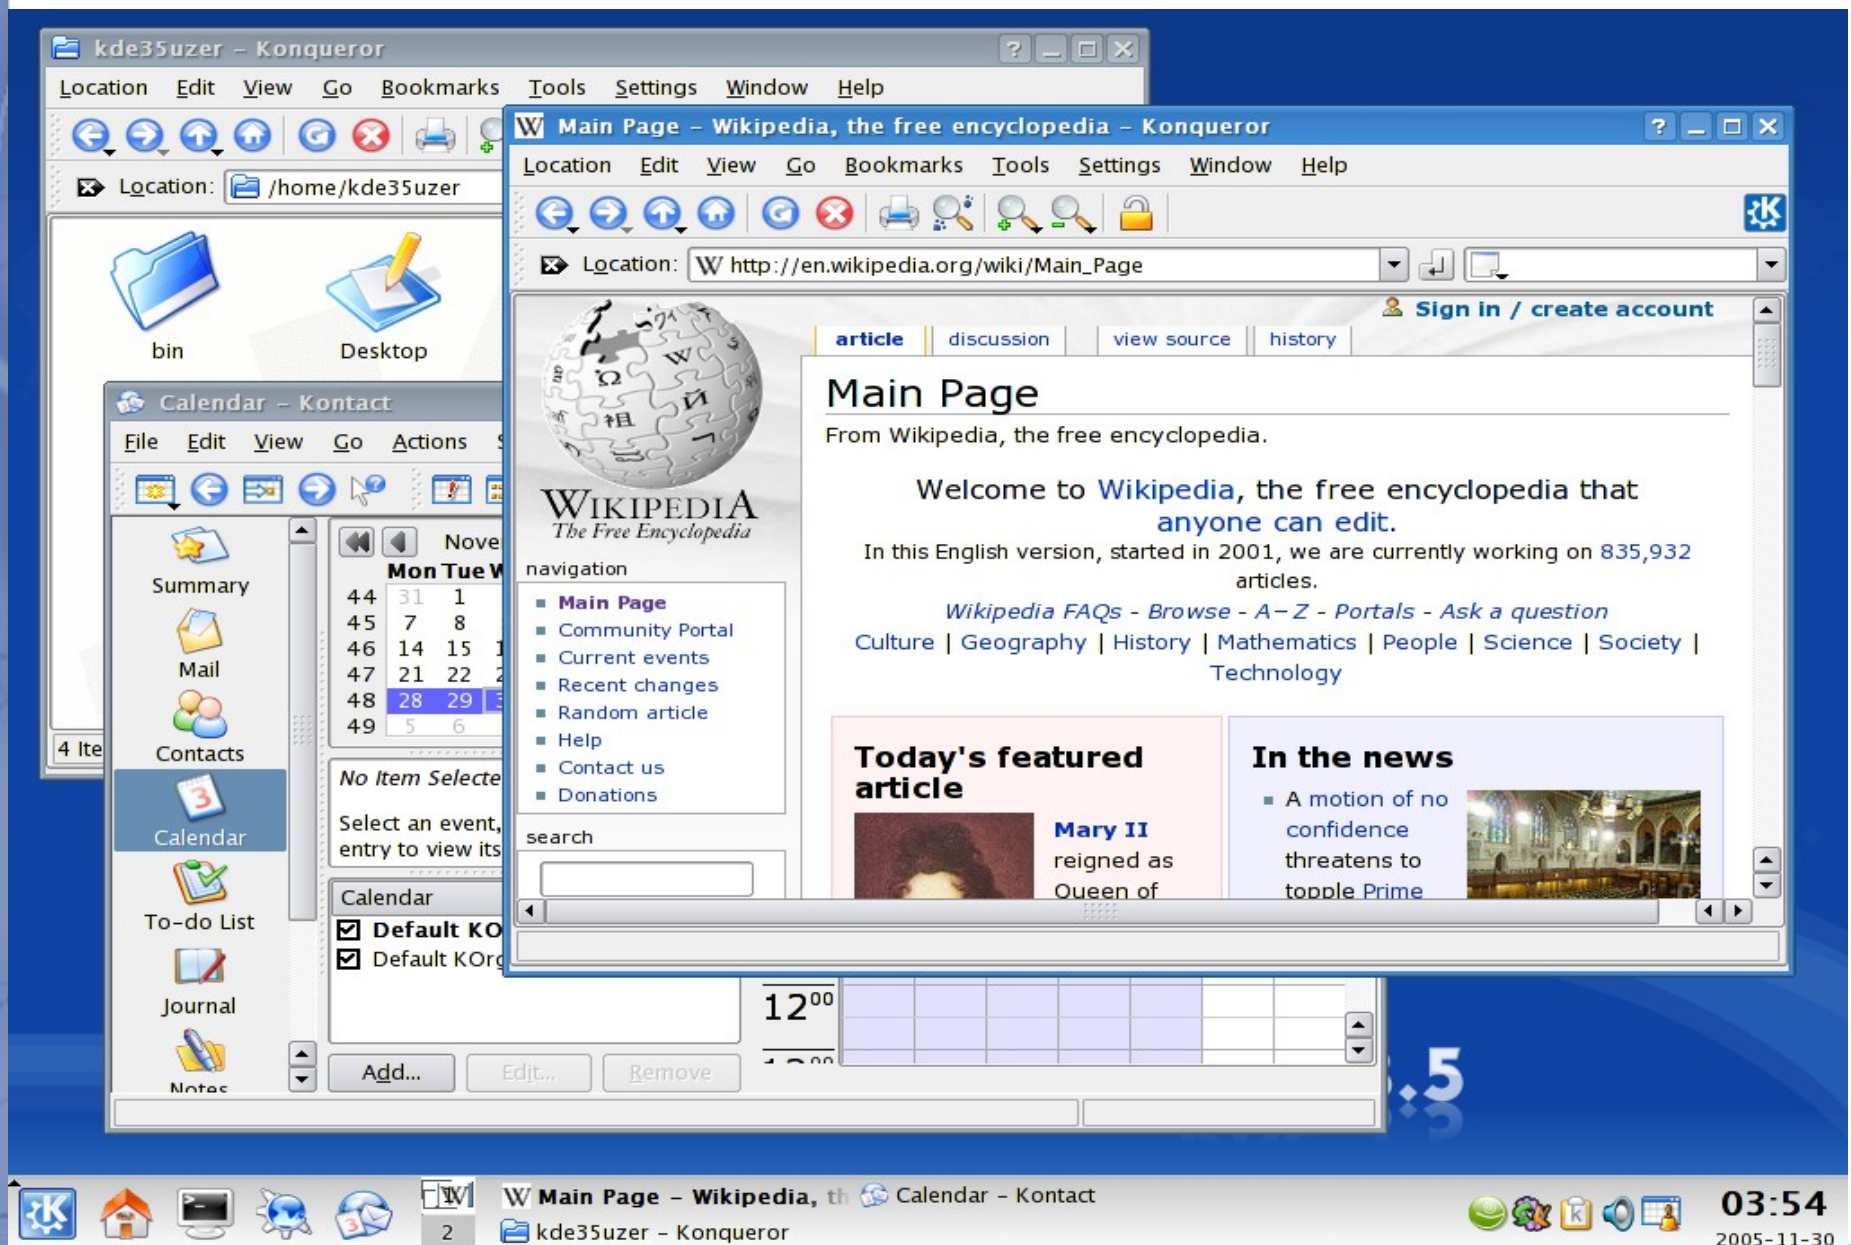 kde35uzer – Konqueror
Location Edit View Go Bookmarks Tools Settings Window Help
Location: /home/kde35uzer
bin
Desktop
4 Ite
Calendar – Kontact
File Edit View Go Actions S
Summary
Mail
Contacts
Calendar
To-do List
Journal
Notes
Nove
Mon Tue W
44 31 1
45 7 8
46 14 15 1
47 21 22 2
48 28 29 3
49 5 6
No Item Selecte
Select an event,
entry to view its
Calendar
Default KO
Default KOrg
Add... Edit... Remove
12 00
Main Page – Wikipedia, the free encyclopedia – Konqueror
Location Edit View Go Bookmarks Tools Settings Window Help
Location: W http://en.wikipedia.org/wiki/Main_Page
WIKIPEDIA
The Free Encyclopedia
navigation
Main Page
Community Portal
Current events
Recent changes
Random article
Help
Contact us
Donations
search
Sign in / create account
article discussion view source history
Main Page
From Wikipedia, the free encyclopedia.
Welcome to Wikipedia, the free encyclopedia that
anyone can edit.
In this English version, started in 2001, we are currently working on 835,932
articles.
Wikipedia FAQs - Browse - A–Z - Portals - Ask a question
Culture | Geography | History | Mathematics | People | Science | Society |
Technology
Today's featured
article
Mary II
reigned as
Queen of
In the news
A motion of no
confidence
threatens to
topple Prime
.5
2
W Main Page – Wikipedia, th
Calendar – Kontact
kde35uzer – Konqueror
03:54
2005-11-30